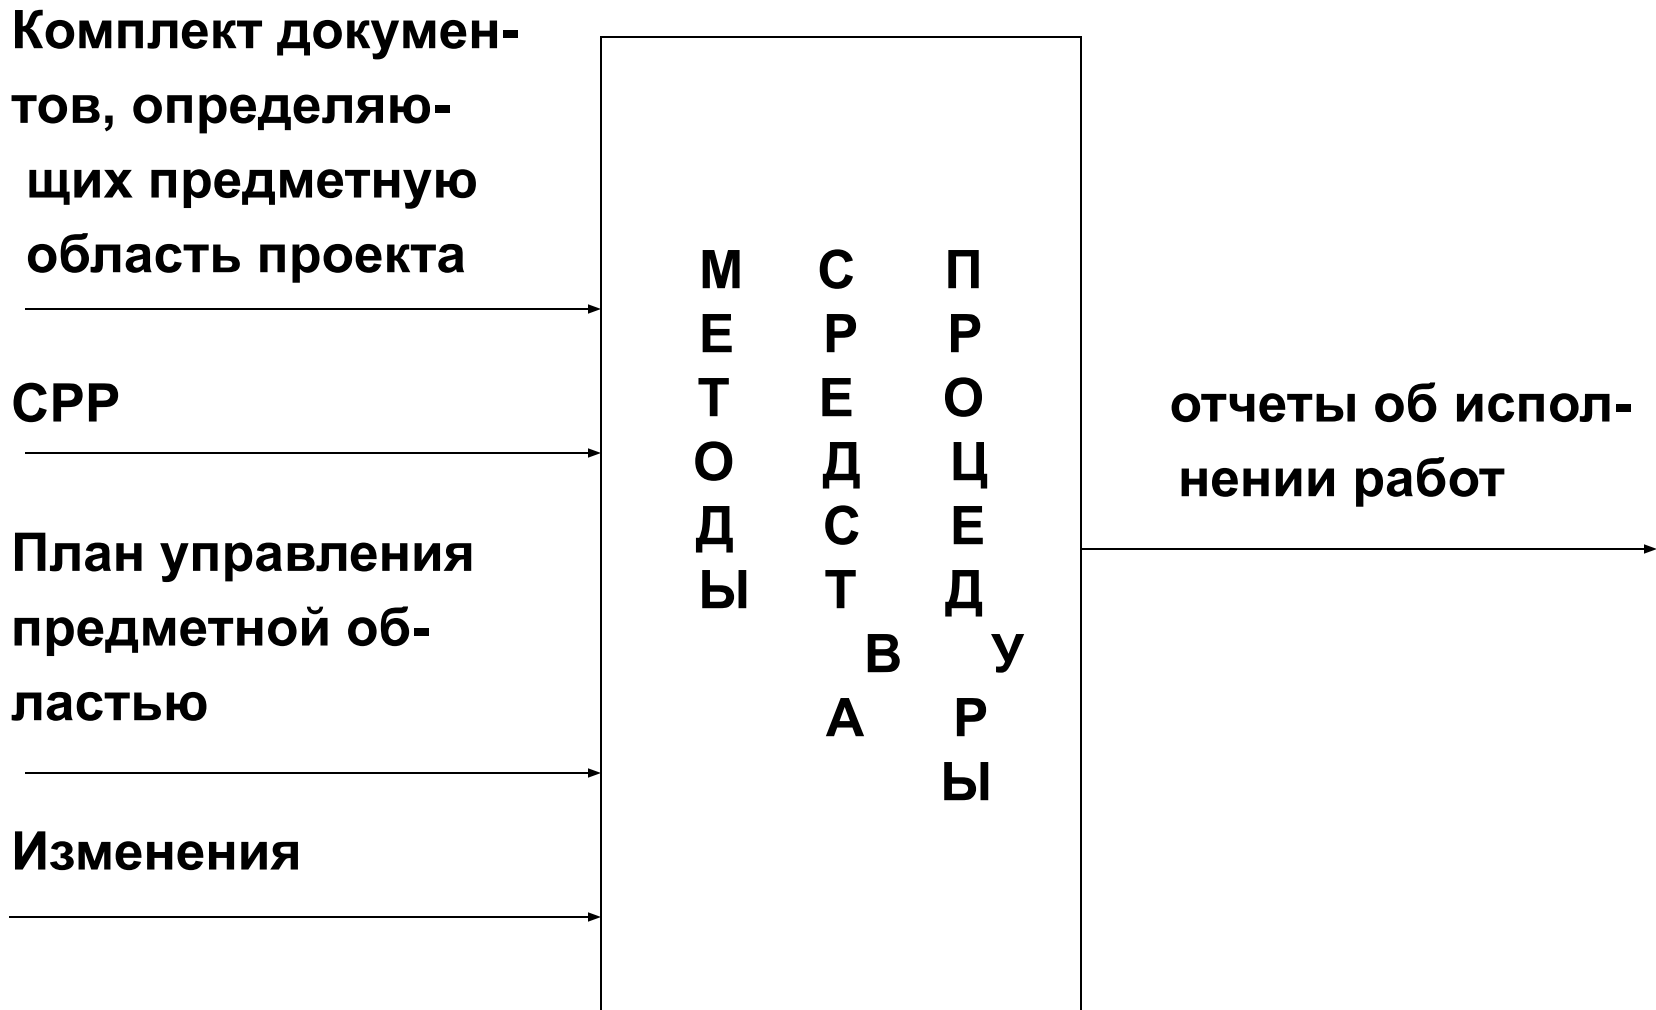 Комплект докумен-
тов, определяю-
щих предметную
область проекта
СРР
План управления
предметной об-
ластью
Изменения
М С П
Е Р Р
Т Е О
О Д Ц
Д С Е
Ы Т Д
В У
А Р
Ы
отчеты об испол-
нении работ